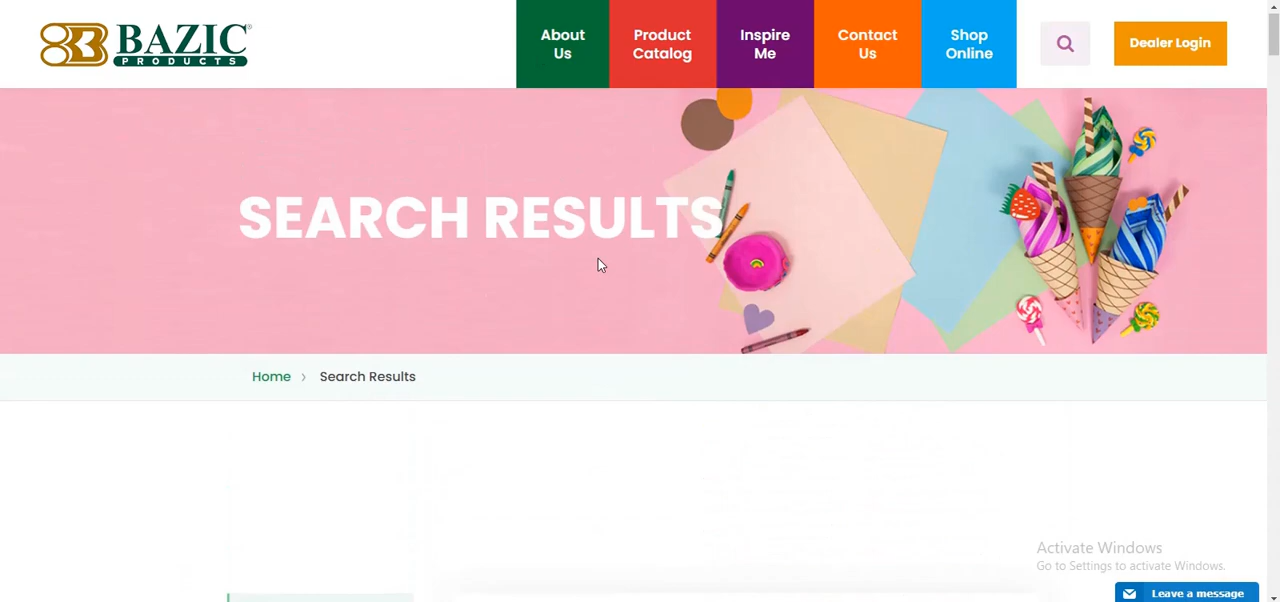 BAZIC®
PRODUCTS
About Us
Product Catalog
Inspire Me
Contact Us
Shop Online
Dealer Login
SEARCH RESULTS
Home › Search Results
Activate Windows
Go to Settings to activate Windows.
Leave a message